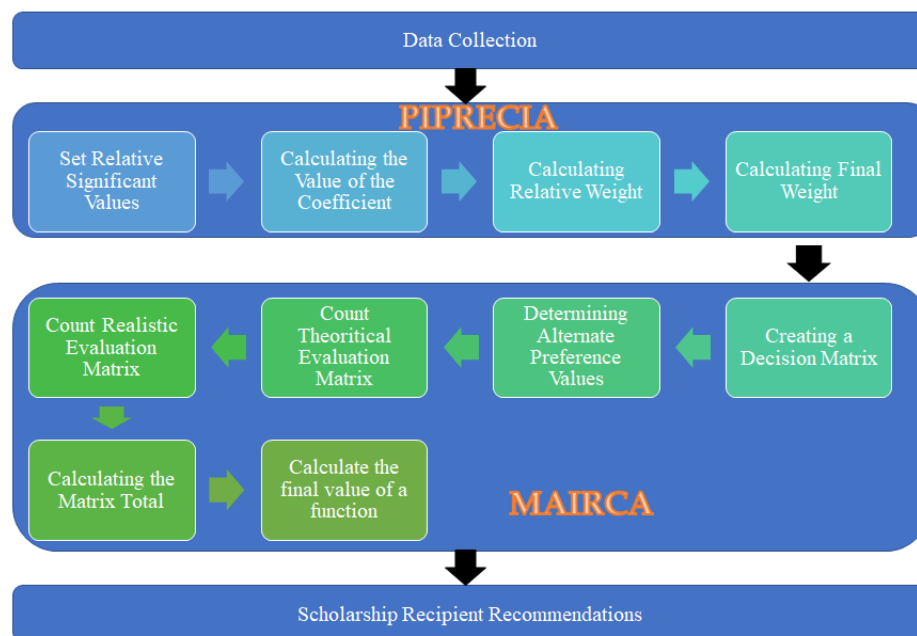 Data Collection
PIPRECIA
Set Relative
Significant
Values
Calculating the
Value of the
Coefficient
Calculating
Relative Weight
Calculating Final
Weight
Creating a
Decision Matrix
Determining
Alternate
Preference
Values
Count
Theoritical
Evaluation
Matrix
Count Realistic
Evaluation
Matrix
Calculating the
Matrix Total
Calculate the
final value of a
function
MAIRCA
Scholarship Recipient Recommendations